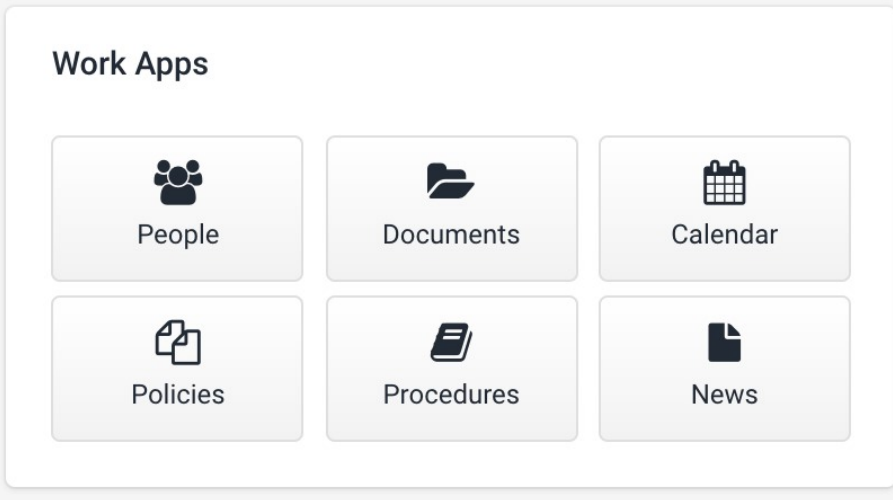 Work Apps
People
Documents
Calendar
Policies
Procedures
News